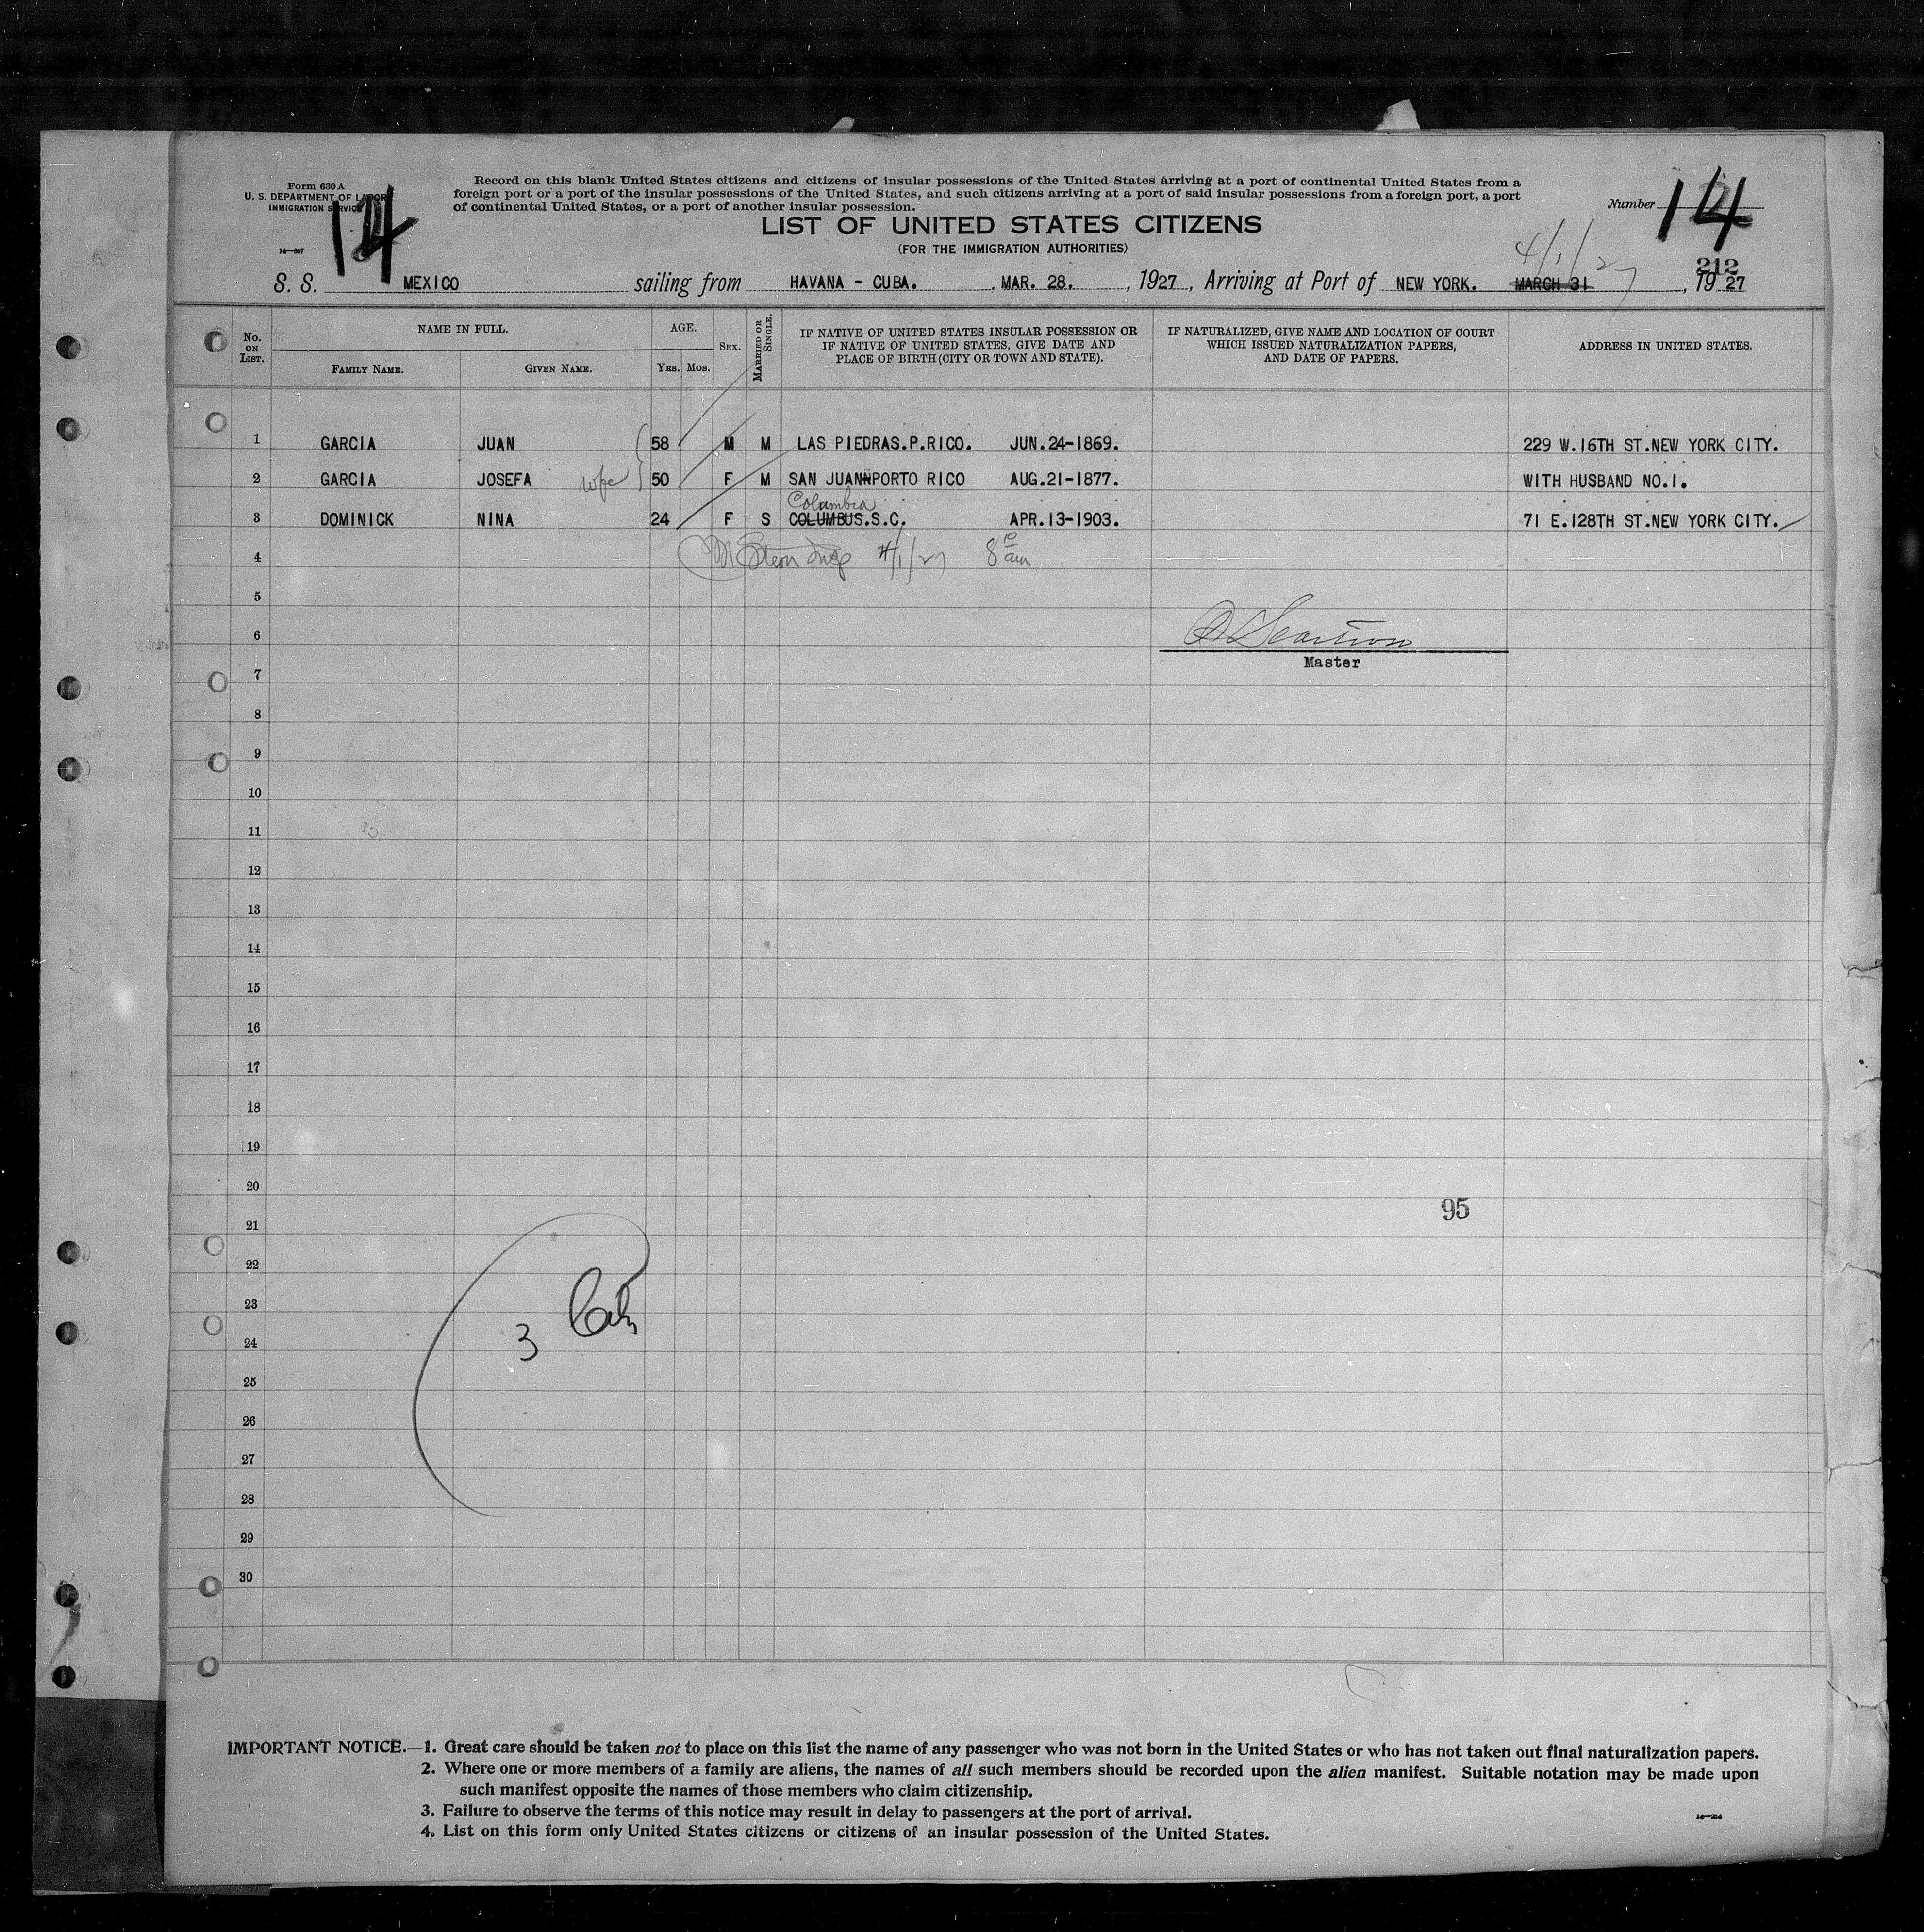 Form 630 A
U. S. DEPARTMENT OF LABOR
IMMIGRATION SERVICE
14—607
14
Record on this blank United States citizens and citizens of insular possessions of the United States arriving at a port of continental United States from a
foreign port or a port of the insular possessions of the United States, and such citizens arriving at a port of said insular possessions from a foreign port, a port
of continental United States, or a port of another insular possession.
Number 14
LIST OF UNITED STATES CITIZENS
(FOR THE IMMIGRATION AUTHORITIES)
4/1/27
212
S. S. MEXICO sailing from HAVANA - CUBA. MAR. 28. , 1927 , Arriving at Port of NEW YORK. MARCH 31 , 19 27
No. ON LIST. NAME IN FULL. AGE. SEX. MARRIED OR SINGLE. IF NATIVE OF UNITED STATES INSULAR POSSESSION OR IF NATIVE OF UNITED STATES, GIVE DATE AND PLACE OF BIRTH (CITY OR TOWN AND STATE). IF NATURALIZED, GIVE NAME AND LOCATION OF COURT WHICH ISSUED NATURALIZATION PAPERS, AND DATE OF PAPERS. ADDRESS IN UNITED STATES.
FAMILY NAME. GIVEN NAME. YRS. MOS.
1 GARCIA JUAN 58 M M LAS PIEDRAS.P.RICO. JUN.24-1869. 229 W.16TH ST.NEW YORK CITY.
2 GARCIA JOSEFA wife 50 F M SAN JUANNPORTO RICO AUG.21-1877. WITH HUSBAND NO.1.
Columbia
3 DOMINICK NINA 24 F S COLUMBUS.S.C. APR.13-1903. 71 E.128TH ST.NEW YORK CITY.
4 4/1/27 8 10 am
5
6
Master
7
8
9
10
11
12
13
14
15
16
17
18
19
20
95
21
22
23
24 3
25
26
27
28
29
30
IMPORTANT NOTICE.—1. Great care should be taken not to place on this list the name of any passenger who was not born in the United States or who has not taken out final naturalization papers.
2. Where one or more members of a family are aliens, the names of all such members should be recorded upon the alien manifest. Suitable notation may be made upon
such manifest opposite the names of those members who claim citizenship.
3. Failure to observe the terms of this notice may result in delay to passengers at the port of arrival.
4. List on this form only United States citizens or citizens of an insular possession of the United States.